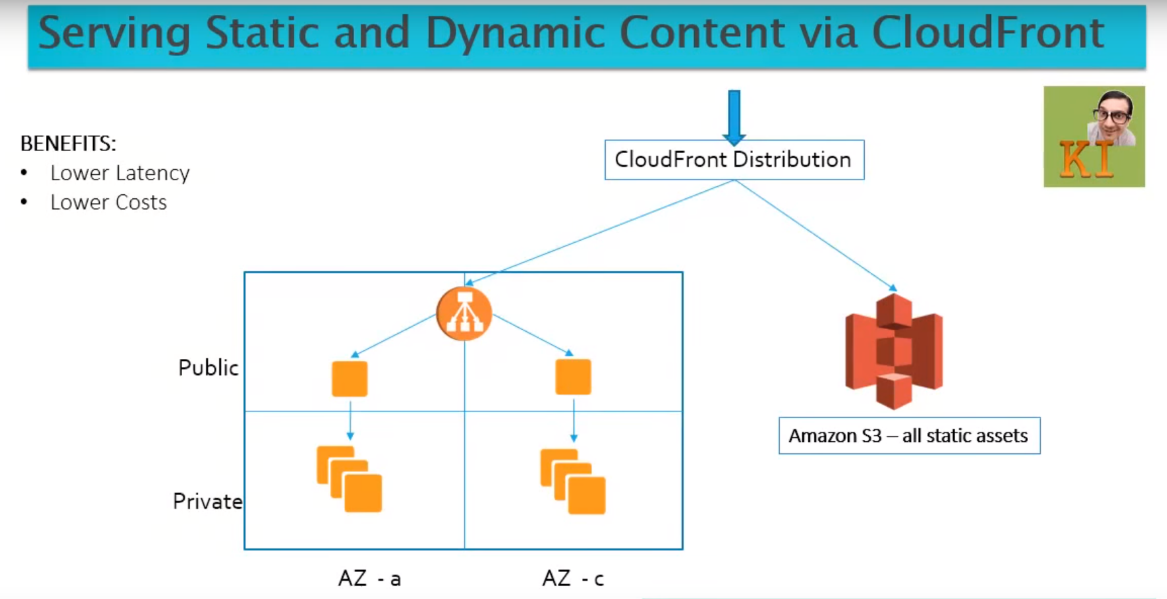 Serving Static and Dynamic Content via CloudFront
BENEFITS:
• Lower Latency
• Lower Costs
CloudFront Distribution
KI
Public
Amazon S3 – all static assets
Private
AZ - a
AZ - c